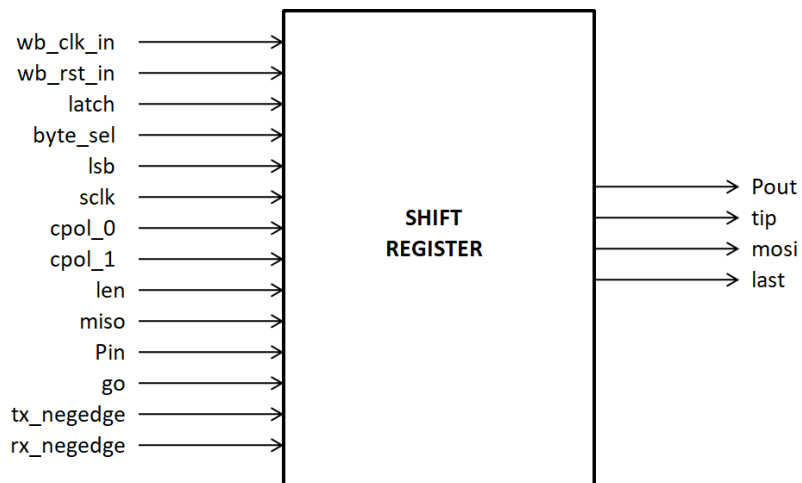 wb_clk_in
wb_rst_in
latch
byte_sel
lsb
sclk
cpol_0
cpol_1
len
miso
Pin
go
tx_negedge
rx_negedge
SHIFT
REGISTER
Pout
tip
mosi
last